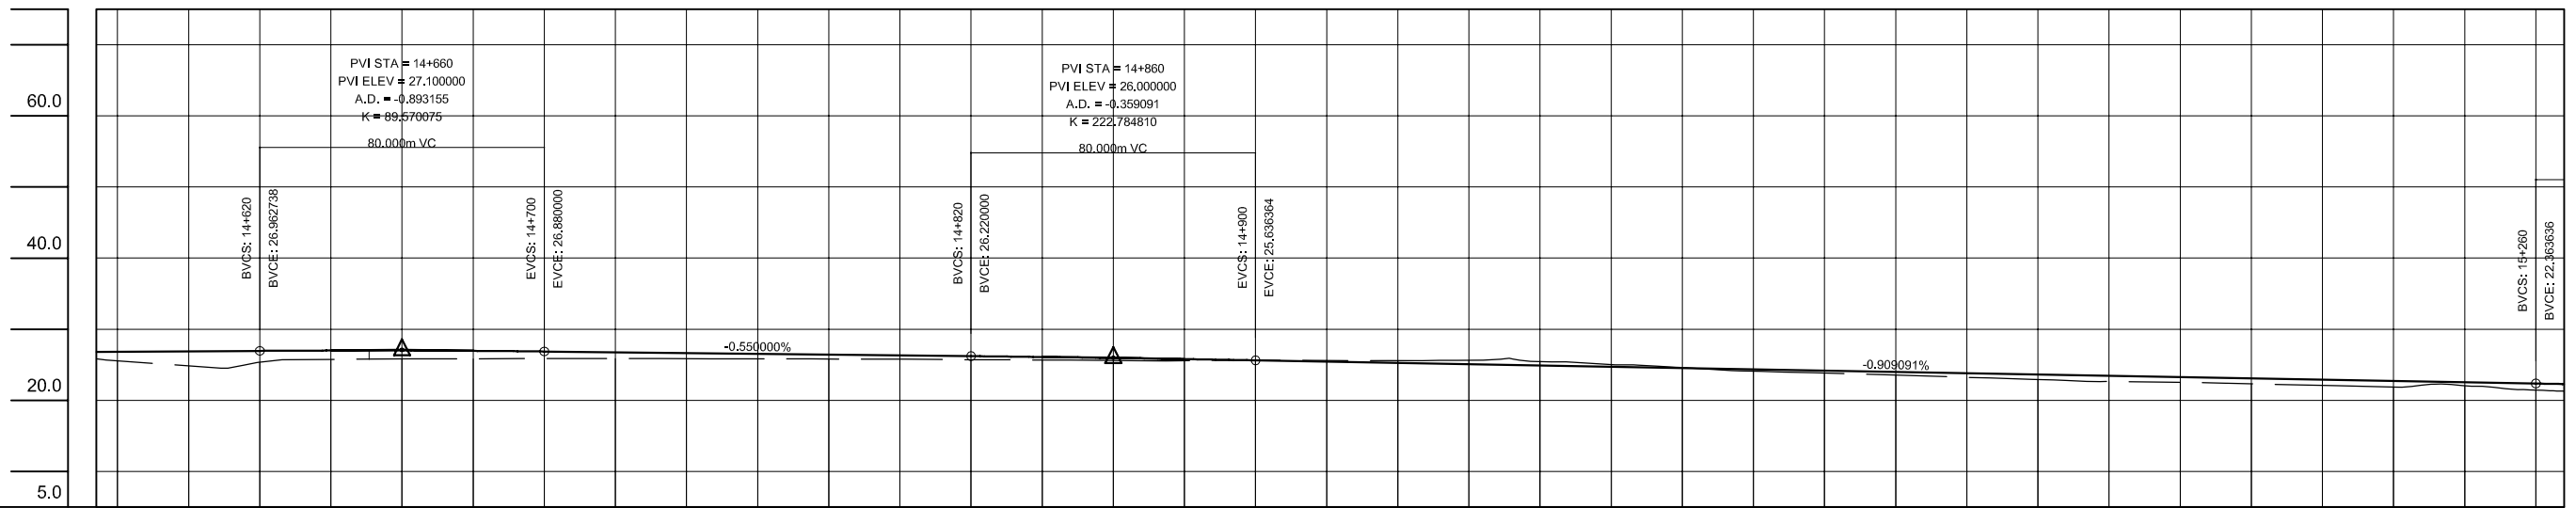 60.0
40.0
20.0
5.0
PVI STA = 14+660
PVI ELEV = 27.100000
A.D. = -0.893155
K = 89.570075
80.000m VC
BVCS: 14+620
BVCE: 26.962738
EVCS: 14+700
EVCE: 26.880000
-0.550000%
PVI STA = 14+860
PVI ELEV = 26.000000
A.D. = -0.359091
K = 222.784810
80.000m VC
BVCS: 14+820
BVCE: 26.220000
EVCS: 14+900
EVCE: 25.636364
-0.909091%
BVCS: 15+260
BVCE: 22.363636